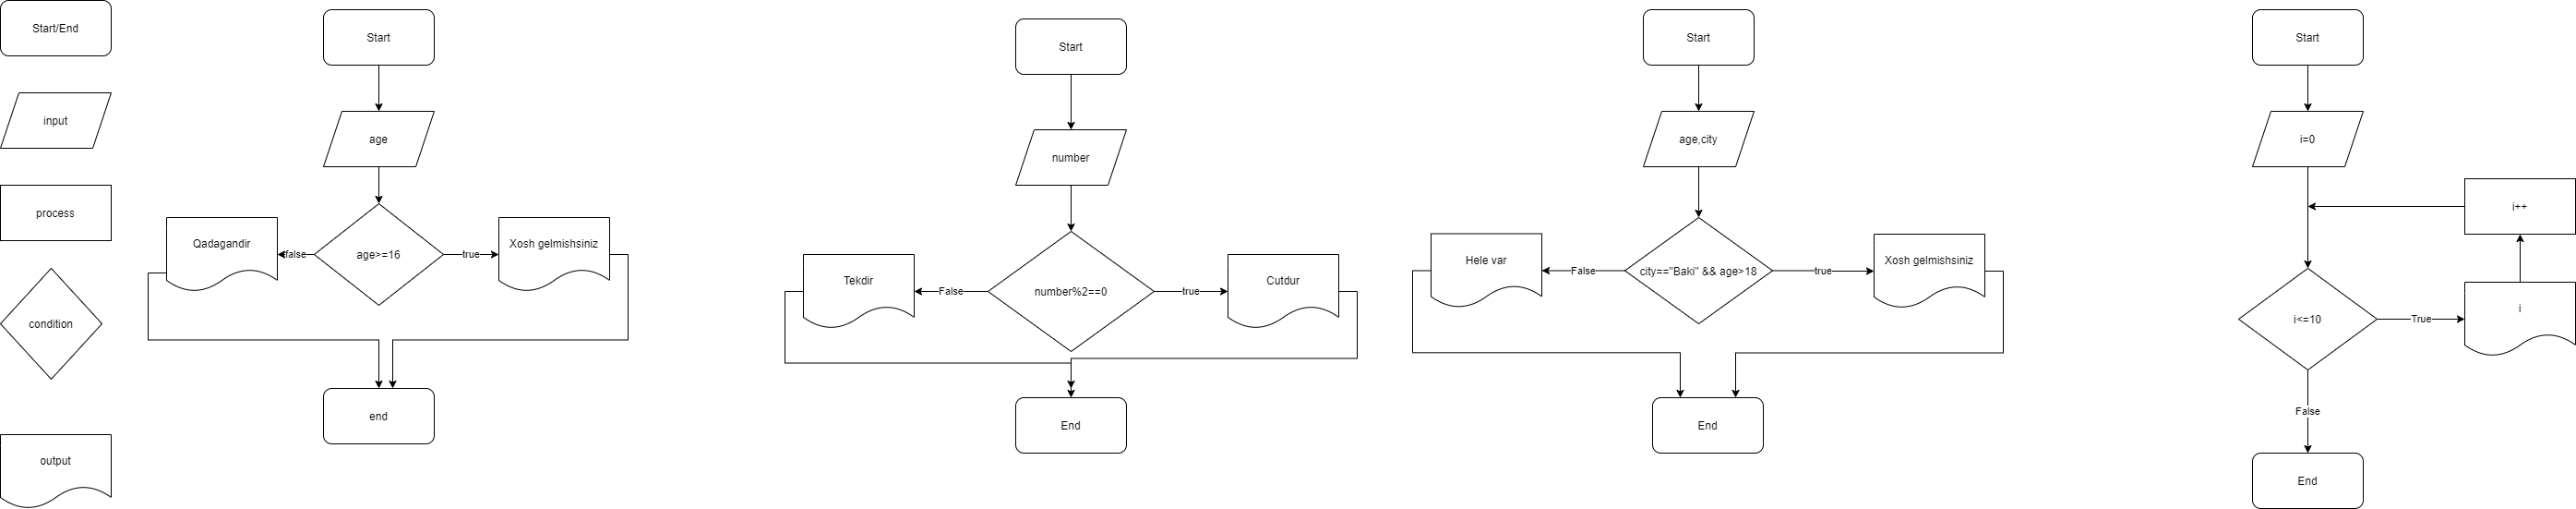 Start/End
input
process
condition
output
Start
age
age>=16
false
true
Qadagandir
Xosh gelmishsiniz
end
Start
number
number%2==0
False
true
Tekdir
Cutdur
End
Start
age,city
city=="Baki" && age>18
False
true
Hele var
Xosh gelmishsiniz
End
Start
i=0
i++
i<=10
True
i
False
End